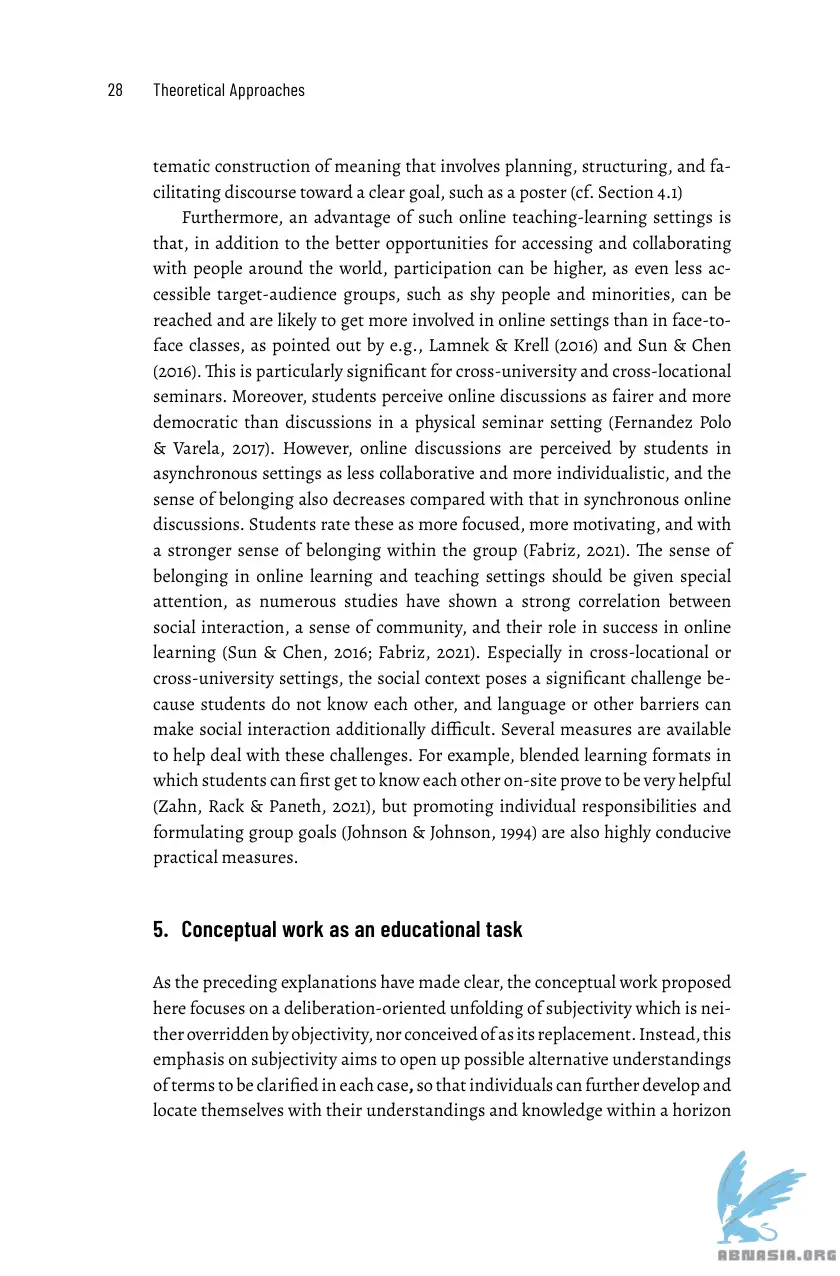 28 Theoretical Approaches
tematic construction of meaning that involves planning, structuring, and fa-
cilitating discourse toward a clear goal, such as a poster (cf. Section 4.1)
Furthermore, an advantage of such online teaching-learning settings is
that, in addition to the better opportunities for accessing and collaborating
with people around the world, participation can be higher, as even less ac-
cessible target-audience groups, such as shy people and minorities, can be
reached and are likely to get more involved in online settings than in face-to-
face classes, as pointed out by e.g., Lamnek & Krell (2016) and Sun & Chen
(2016). This is particularly significant for cross-university and cross-locational
seminars. Moreover, students perceive online discussions as fairer and more
democratic than discussions in a physical seminar setting (Fernandez Polo
& Varela, 2017). However, online discussions are perceived by students in
asynchronous settings as less collaborative and more individualistic, and the
sense of belonging also decreases compared with that in synchronous online
discussions. Students rate these as more focused, more motivating, and with
a stronger sense of belonging within the group (Fabriz, 2021). The sense of
belonging in online learning and teaching settings should be given special
attention, as numerous studies have shown a strong correlation between
social interaction, a sense of community, and their role in success in online
learning (Sun & Chen, 2016; Fabriz, 2021). Especially in cross-locational or
cross-university settings, the social context poses a significant challenge be-
cause students do not know each other, and language or other barriers can
make social interaction additionally difficult. Several measures are available
to help deal with these challenges. For example, blended learning formats in
which students can first get to know each other on-site prove to be very helpful
(Zahn, Rack & Paneth, 2021), but promoting individual responsibilities and
formulating group goals (Johnson & Johnson, 1994) are also highly conducive
practical measures.
5. Conceptual work as an educational task
As the preceding explanations have made clear, the conceptual work proposed
here focuses on a deliberation-oriented unfolding of subjectivity which is nei-
ther overridden by objectivity, nor conceived of as its replacement. Instead, this
emphasis on subjectivity aims to open up possible alternative understandings
of terms to be clarified in each case, so that individuals can further develop and
locate themselves with their understandings and knowledge within a horizon
ABNASIA.ORG